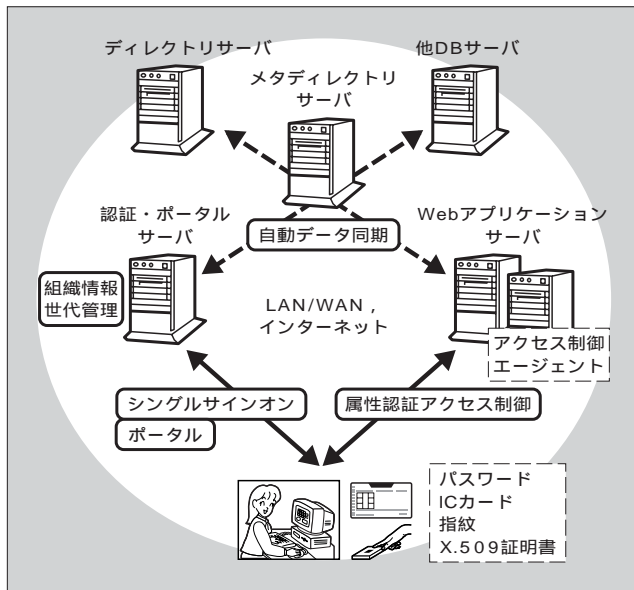 ディレクトリサーバ
他DBサーバ
メタディレクトリ
サーバ
認証・ポータル
サーバ
自動データ同期
Webアプリケーション
サーバ
組織情報
世代管理
LAN/WAN，
インターネット
アクセス制御
エージェント
シングルサインオン
ポータル
属性認証アクセス制御
パスワード
ICカード
指紋
X.509証明書